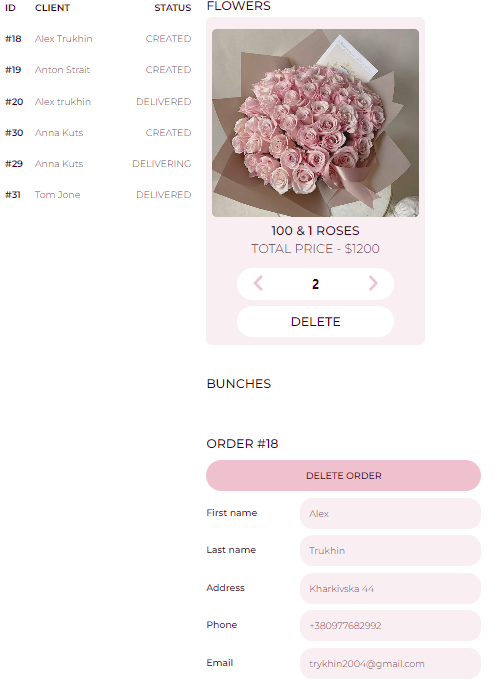 ID CLIENT STATUS
#18 Alex Trukhin CREATED
#19 Anton Strait CREATED
#20 Alex trukhin DELIVERED
#30 Anna Kuts CREATED
#29 Anna Kuts DELIVERING
#31 Tom Jone DELIVERED
FLOWERS
100 & 1 ROSES
TOTAL PRICE - $1200
2
DELETE
BUNCHES
ORDER #18
DELETE ORDER
First name Alex
Last name Trukhin
Address Kharkivska 44
Phone +380977682992
Email trykhin2004@gmail.com